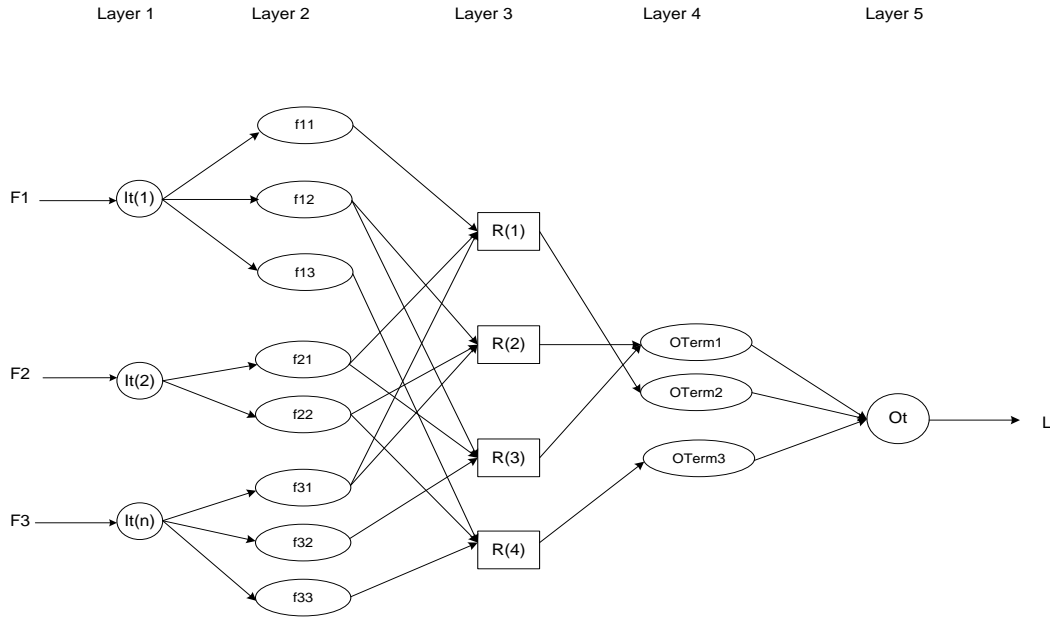 Layer 1 Layer 2 Layer 3 Layer 4 Layer 5
f11
F1 It(1) f12
R(1)
f13
OTerm1
R(2)
f21
F2 It(2)
OTerm2
f22
Ot L
R(3) OTerm3
f31
F3 It(n)
f32
R(4)
f33